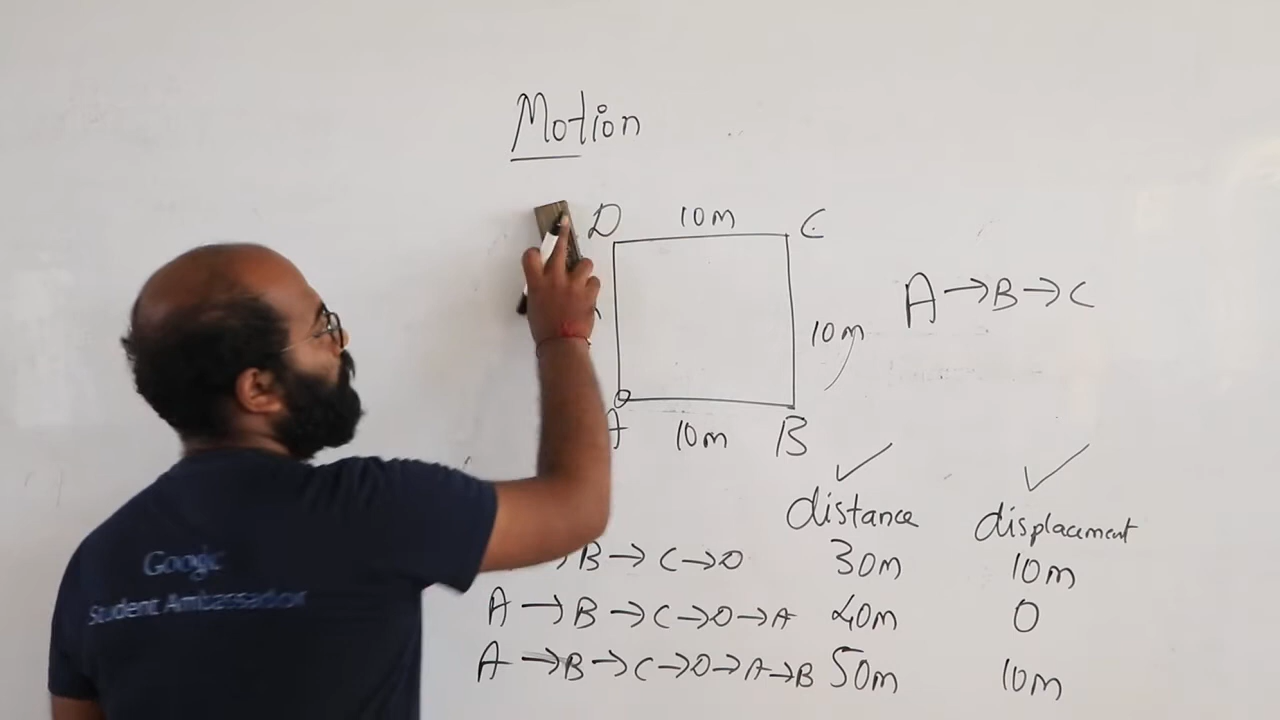 Motion
D 10m C
A → B → C
10m
A 10m B
distance displacement
→ B → C → D 30m 10m
A → B → C → D → A 40m 0
A → B → C → D → A → B 50m 10m
Google
Student Ambassador